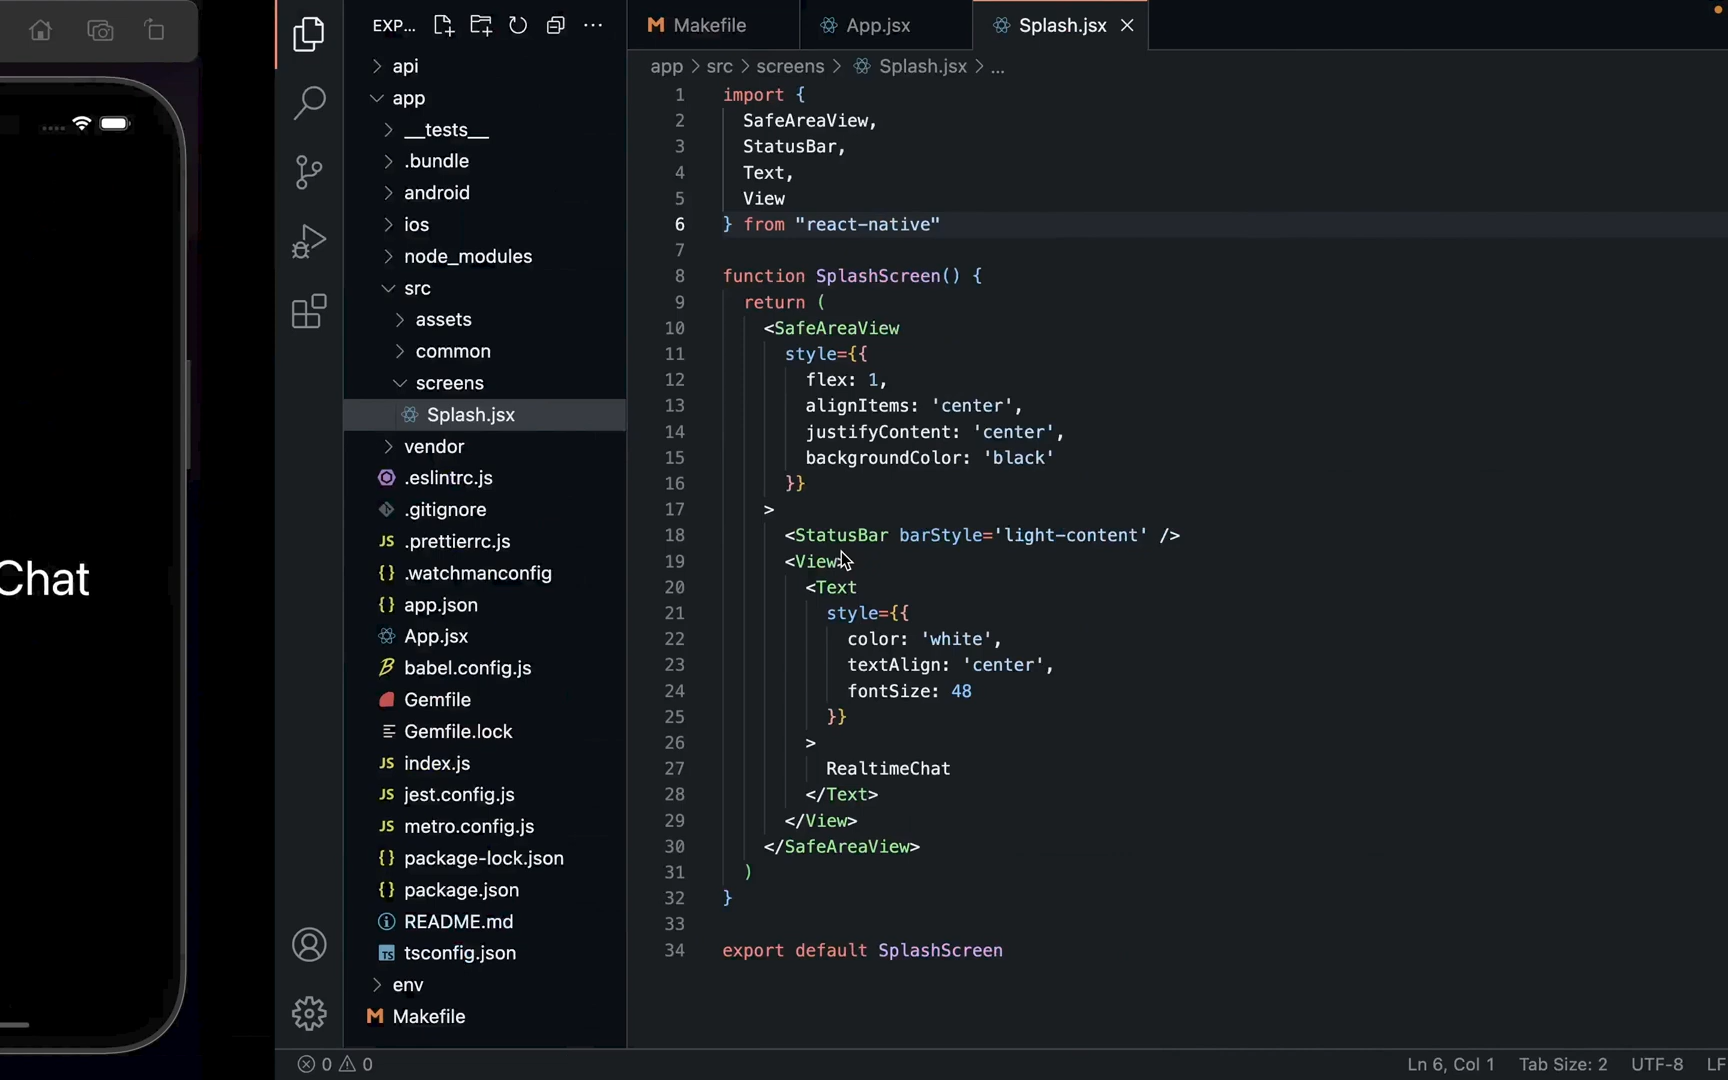 Chat
EXP...
api
app
__tests__
.bundle
android
ios
node_modules
src
assets
common
screens
Splash.jsx
vendor
.eslintrc.js
.gitignore
JS .prettierrc.js
{} .watchmanconfig
{} app.json
App.jsx
babel.config.js
Gemfile
Gemfile.lock
JS index.js
JS jest.config.js
JS metro.config.js
{} package-lock.json
{} package.json
README.md
TS tsconfig.json
env
M Makefile
M Makefile
App.jsx
Splash.jsx
app > src > screens > Splash.jsx > ...
1 import {
2 SafeAreaView,
3 StatusBar,
4 Text,
5 View
6 } from "react-native"
7
8 function SplashScreen() {
9 return (
10 <SafeAreaView
11 style={{
12 flex: 1,
13 alignItems: 'center',
14 justifyContent: 'center',
15 backgroundColor: 'black'
16 }}
17 >
18 <StatusBar barStyle='light-content' />
19 <View>
20 <Text
21 style={{
22 color: 'white',
23 textAlign: 'center',
24 fontSize: 48
25 }}
26 >
27 RealtimeChat
28 </Text>
29 </View>
30 </SafeAreaView>
31 )
32 }
33
34 export default SplashScreen
0 0
Ln 6, Col 1 Tab Size: 2 UTF-8 LF